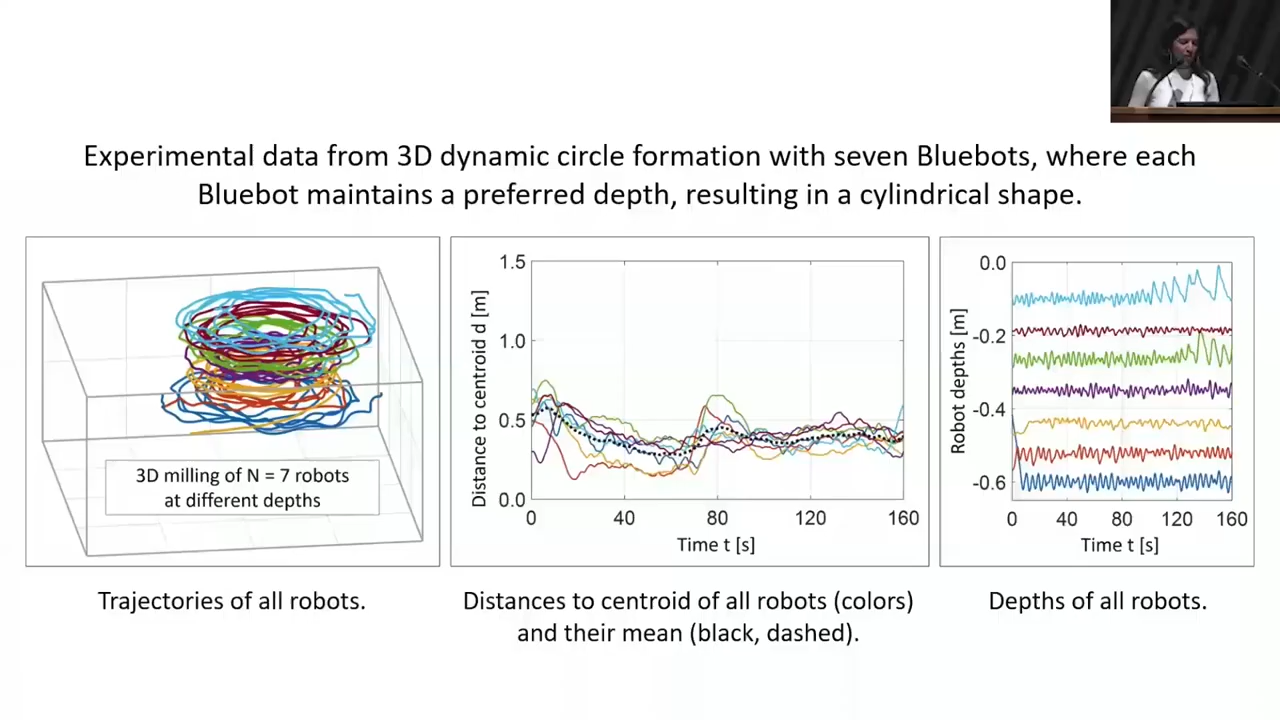 Experimental data from 3D dynamic circle formation with seven Bluebots, where each
Bluebot maintains a preferred depth, resulting in a cylindrical shape.
3D milling of N = 7 robots
at different depths
Trajectories of all robots.
Distance to centroid d [m]
1.5
1.0
0.5
0.0
0 40 80 120 160
Time t [s]
Distances to centroid of all robots (colors)
and their mean (black, dashed).
Robot depths [m]
0.0
-0.2
-0.4
-0.6
0 40 80 120 160
Time t [s]
Depths of all robots.